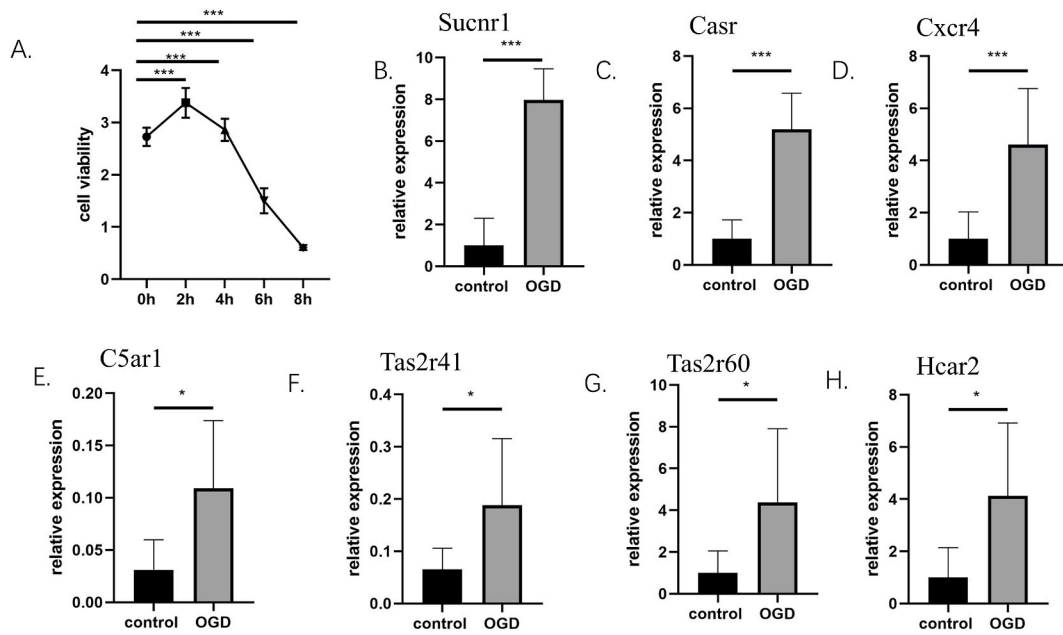 A.
***
***
***
***
cell viability
4
3
2
1
0
0h 2h 4h 6h 8h
B.
Sucnr1
***
relative expression
10
8
6
4
2
0
control OGD
C.
Casr
***
relative expression
8
6
4
2
0
control OGD
D.
Cxcr4
***
relative expression
8
6
4
2
0
control OGD
E.
C5ar1
*
relative expression
0.20
0.15
0.10
0.05
0.00
control OGD
F.
Tas2r41
*
relative expression
0.4
0.3
0.2
0.1
0.0
control OGD
G.
Tas2r60
*
relative expression
10
8
6
4
2
0
control OGD
H.
Hcar2
*
relative expression
8
6
4
2
0
control OGD